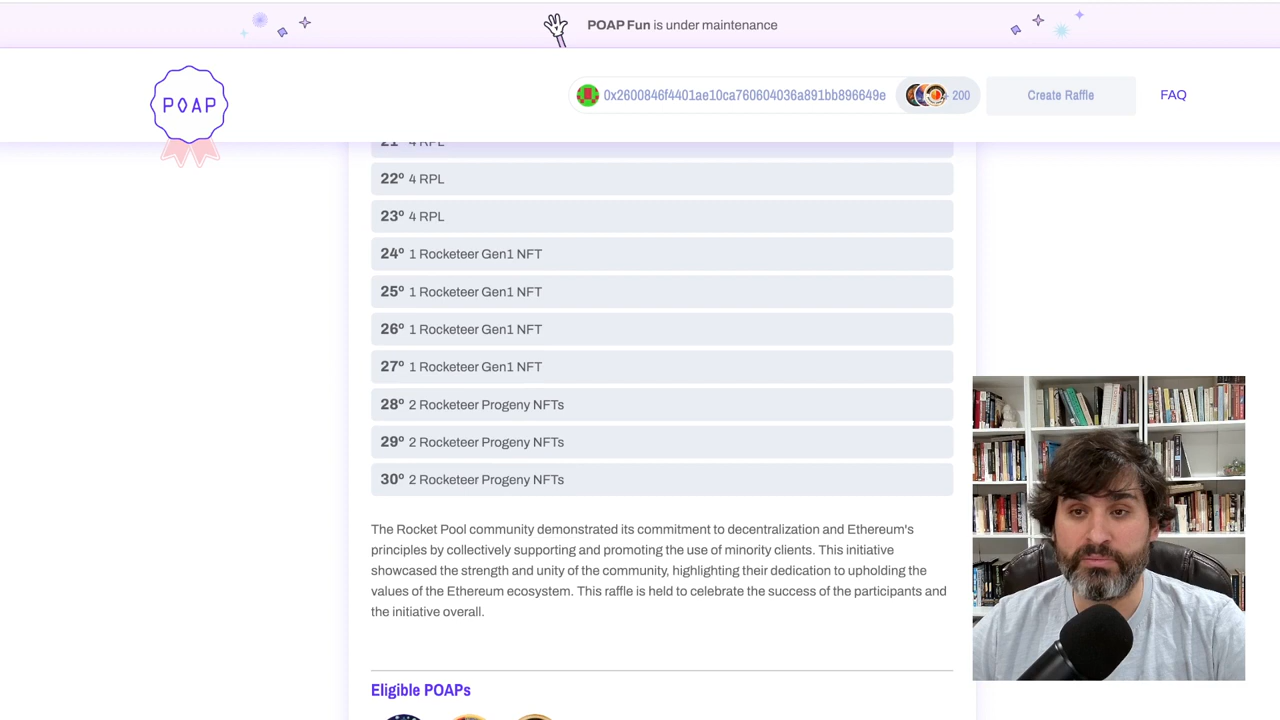 POAP Fun is under maintenance
POAP
0x2600846f4401ae10ca760604036a891bb896649e
+ 200
Create Raffle
FAQ
21º 4 RPL
22º 4 RPL
23º 4 RPL
24º 1 Rocketeer Gen1 NFT
25º 1 Rocketeer Gen1 NFT
26º 1 Rocketeer Gen1 NFT
27º 1 Rocketeer Gen1 NFT
28º 2 Rocketeer Progeny NFTs
29º 2 Rocketeer Progeny NFTs
30º 2 Rocketeer Progeny NFTs
The Rocket Pool community demonstrated its commitment to decentralization and Ethereum's
principles by collectively supporting and promoting the use of minority clients. This initiative
showcased the strength and unity of the community, highlighting their dedication to upholding the
values of the Ethereum ecosystem. This raffle is held to celebrate the success of the participants and
the initiative overall.
Eligible POAPs